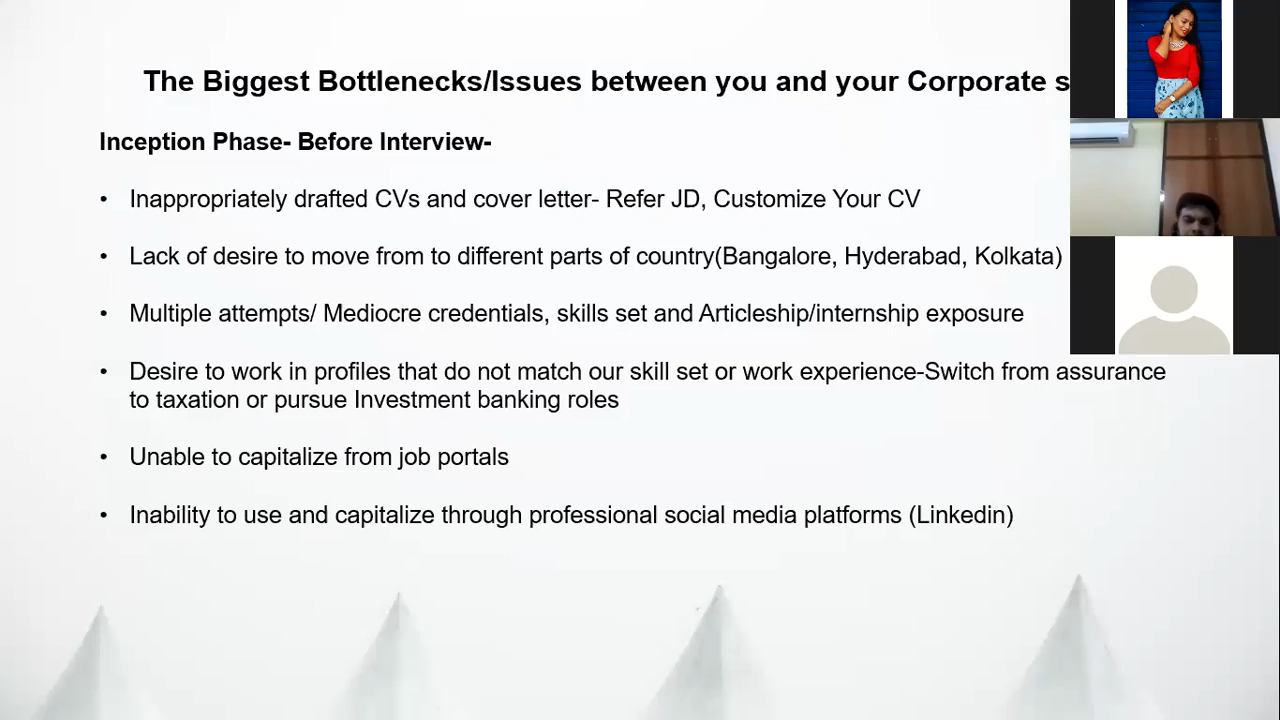 The Biggest Bottlenecks/Issues between you and your Corporate s
Inception Phase- Before Interview-
• Inappropriately drafted CVs and cover letter- Refer JD, Customize Your CV
• Lack of desire to move from to different parts of country(Bangalore, Hyderabad, Kolkata)
• Multiple attempts/ Mediocre credentials, skills set and Articleship/internship exposure
• Desire to work in profiles that do not match our skill set or work experience-Switch from assurance
to taxation or pursue Investment banking roles
• Unable to capitalize from job portals
• Inability to use and capitalize through professional social media platforms (Linkedin)